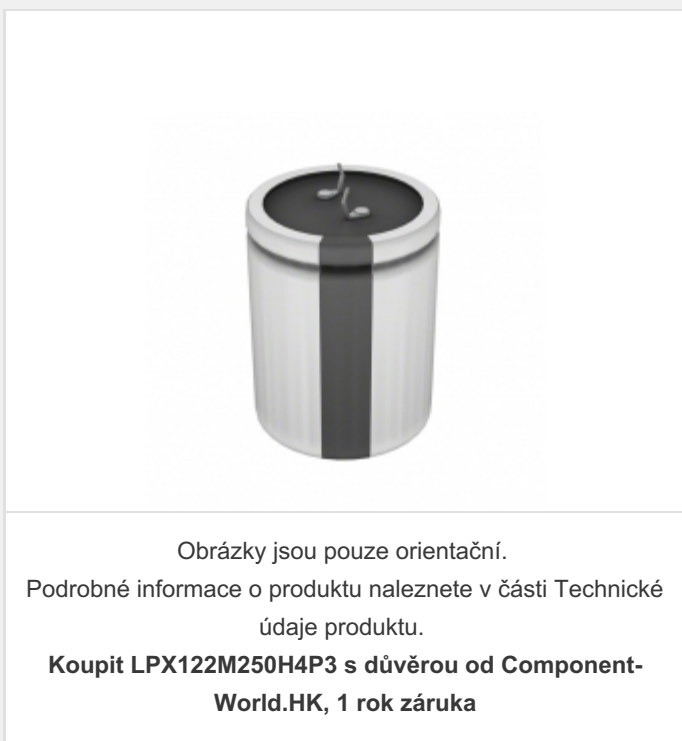 Obrázky jsou pouze orientační.
Podrobné informace o produktu naleznete v části Technické
údaje produktu.
Koupit LPX122M250H4P3 s důvěrou od Component-
World.HK, 1 rok záruka